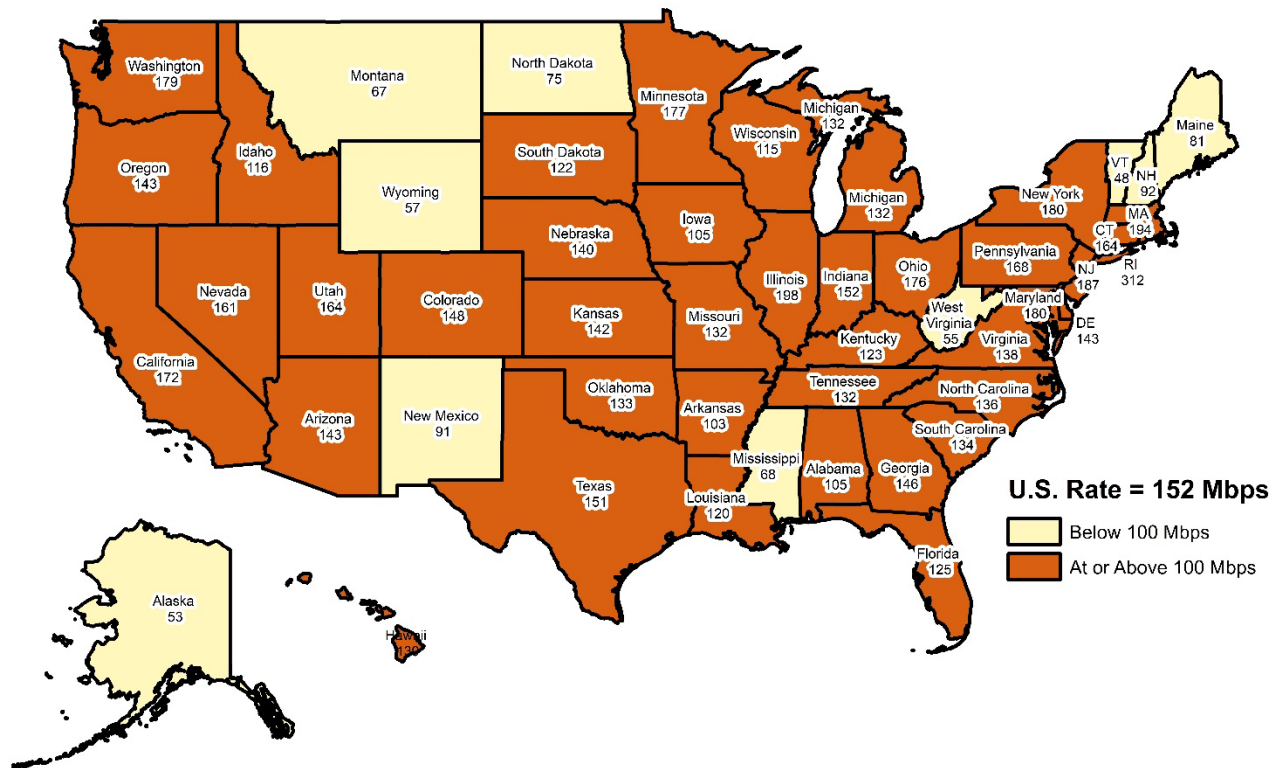 Washington
179
Montana
67
North Dakota
75
Minnesota
177
Michigan
132
Maine
81
Oregon
143
Idaho
116
Wyoming
57
South Dakota
122
Wisconsin
115
Michigan
132
VT
48
NH
92
New York
180
MA
194
CT
164
RI
312
Nevada
161
Utah
164
Colorado
148
Nebraska
140
Iowa
105
Illinois
198
Indiana
152
Ohio
176
Pennsylvania
168
NJ
187
California
172
Kansas
142
Missouri
132
Kentucky
123
West
Virginia
55
Maryland
180
DE
143
Virginia
138
Arizona
143
New Mexico
91
Oklahoma
133
Arkansas
103
Tennessee
132
North Carolina
136
South Carolina
134
Texas
151
Louisiana
120
Mississippi
68
Alabama
105
Georgia
146
Florida
125
Alaska
53
Hawaii
130
U.S. Rate = 152 Mbps
Below 100 Mbps
At or Above 100 Mbps